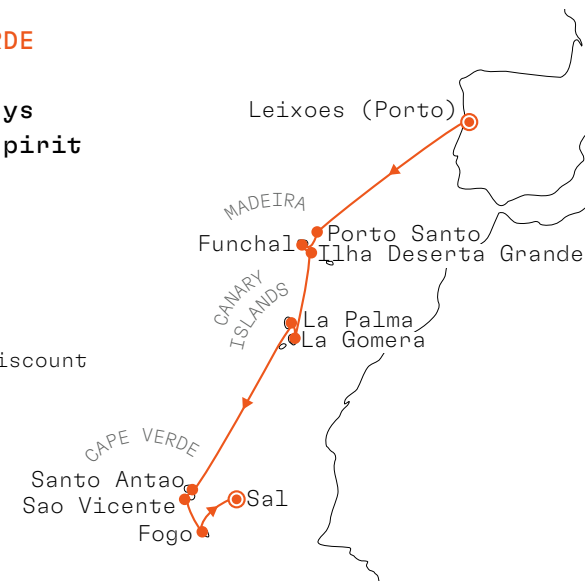 RDE
ys
pirit
Leixoes (Porto)
MADEIRA
Porto Santo
Funchal
Ilha Deserta Grande
CANARY
ISLANDS
La Palma
La Gomera
iscount
CAPE VERDE
Santo Antao
Sao Vicente
Sal
Fogo